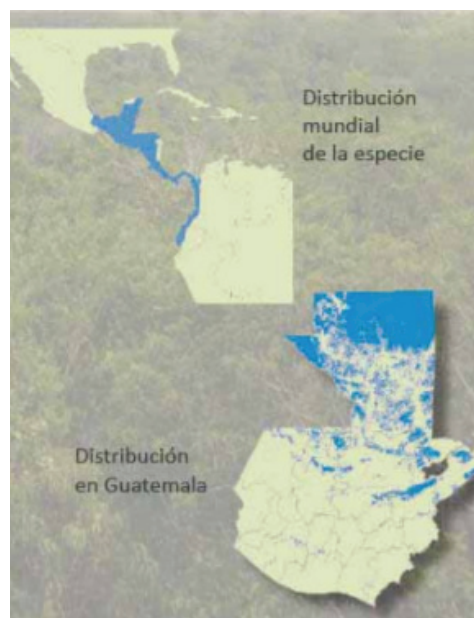 Distribución
mundial
de la especie
Distribución
en Guatemala